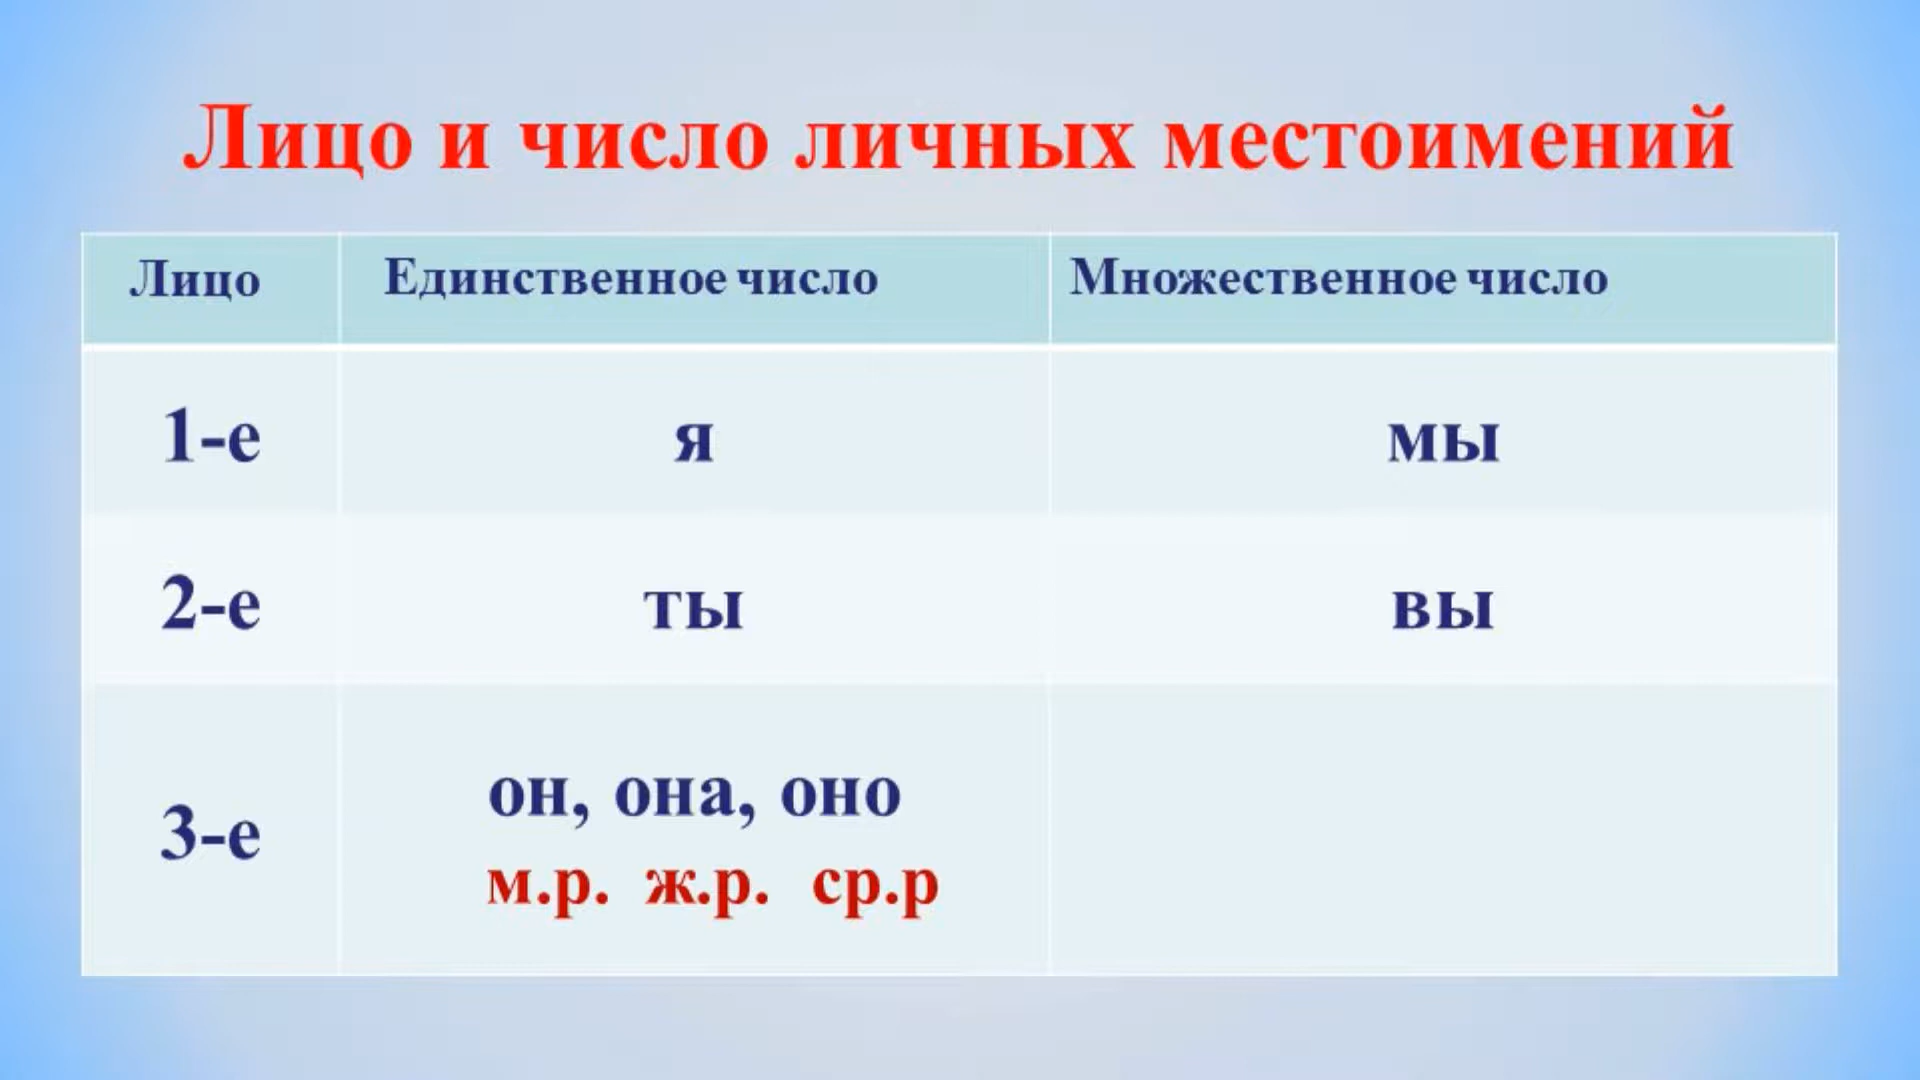 Лицо и число личных местоимений
Лицо Единственное число Множественное число
1-е я мы
2-е ты вы
3-е он, она, оно
м.р. ж.р. ср.р